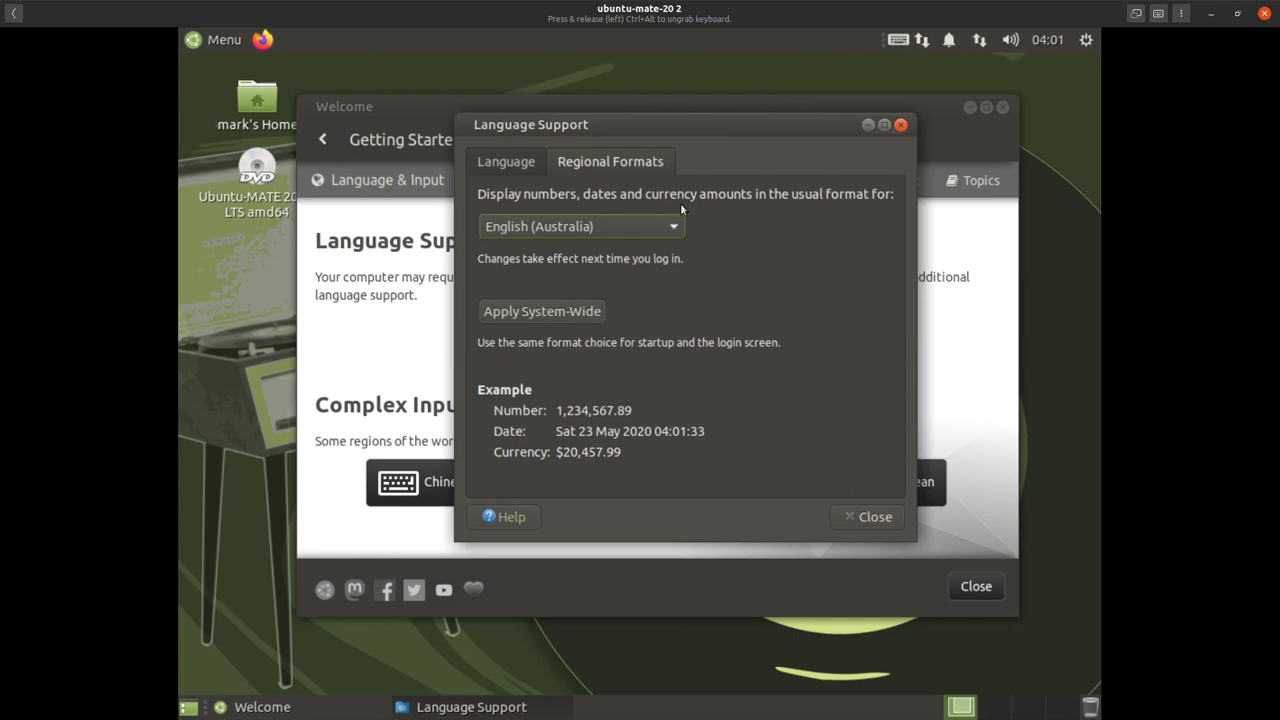 ubuntu-mate-20 2
Press & release (left) Ctrl+Alt to ungrab keyboard.
Menu
04:01
mark's Home
Ubuntu-MATE 20
LTS amd64
Welcome
Getting Starte
Language & Input
Topics
Language Sup
Your computer may requ
dditional
language support.
Complex Inpu
Some regions of the wor
Chine
ean
Close
Language Support
Language
Regional Formats
Display numbers, dates and currency amounts in the usual format for:
English (Australia)
Changes take effect next time you log in.
Apply System-Wide
Use the same format choice for startup and the login screen.
Example
Number: 1,234,567.89
Date: Sat 23 May 2020 04:01:33
Currency: $20,457.99
Help
Close
Welcome
Language Support